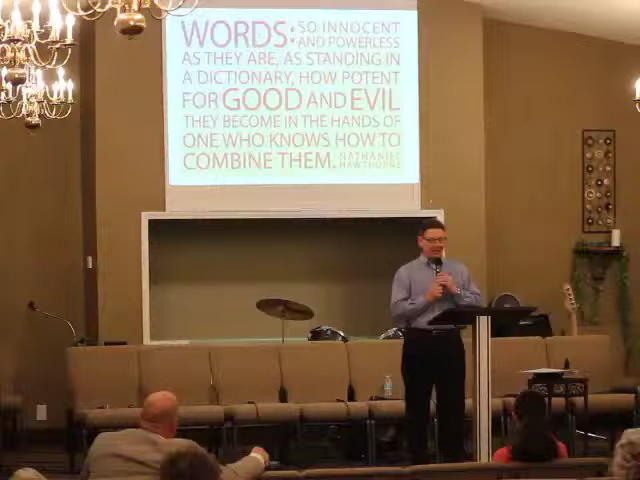 WORDS: SO INNOCENT
AND POWERLESS
AS THEY ARE, AS STANDING IN
A DICTIONARY, HOW POTENT
FOR GOOD AND EVIL
THEY BECOME IN THE HANDS OF
ONE WHO KNOWS HOW TO
COMBINE THEM. NATHANIEL
HAWTHORNE